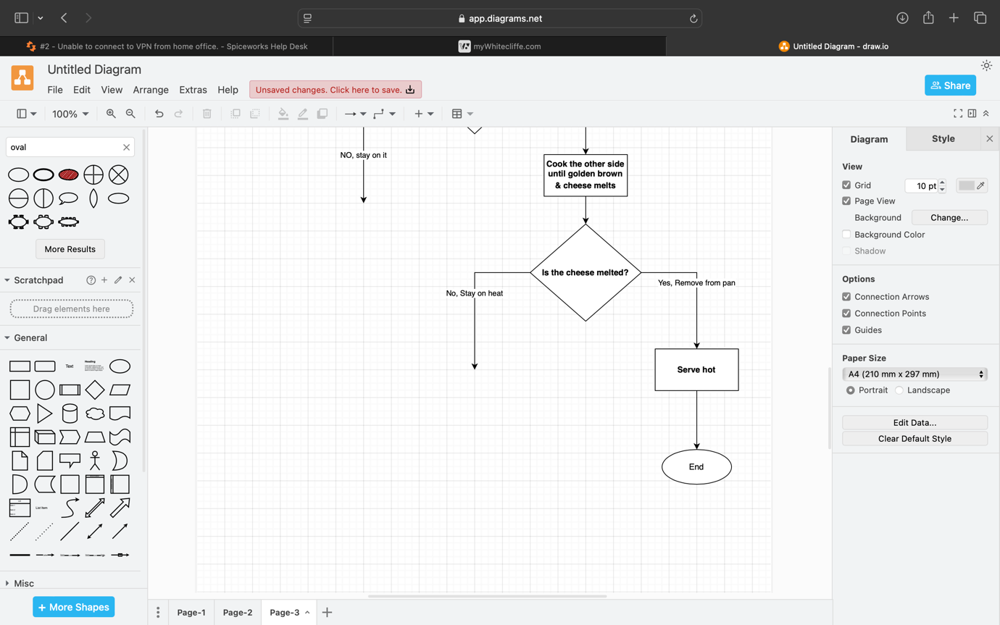 app.diagrams.net
#2 - Unable to connect to VPN from home office. - Spiceworks Help Desk
myWhitecliffe.com
Untitled Diagram - draw.io
Untitled Diagram
File Edit View Arrange Extras Help
Unsaved changes. Click here to save.
Share
100%
oval
More Results
Scratchpad
Drag elements here
General
Text
Heading
List Item
Misc
+ More Shapes
NO, stay on it
Cook the other side
until golden brown
& cheese melts
Is the cheese melted?
No, Stay on heat
Yes, Remove from pan
Serve hot
End
Page-1
Page-2
Page-3
Diagram
Style
View
Grid
10 pt
Page View
Background
Change...
Background Color
Shadow
Options
Connection Arrows
Connection Points
Guides
Paper Size
A4 (210 mm x 297 mm)
Portrait
Landscape
Edit Data...
Clear Default Style